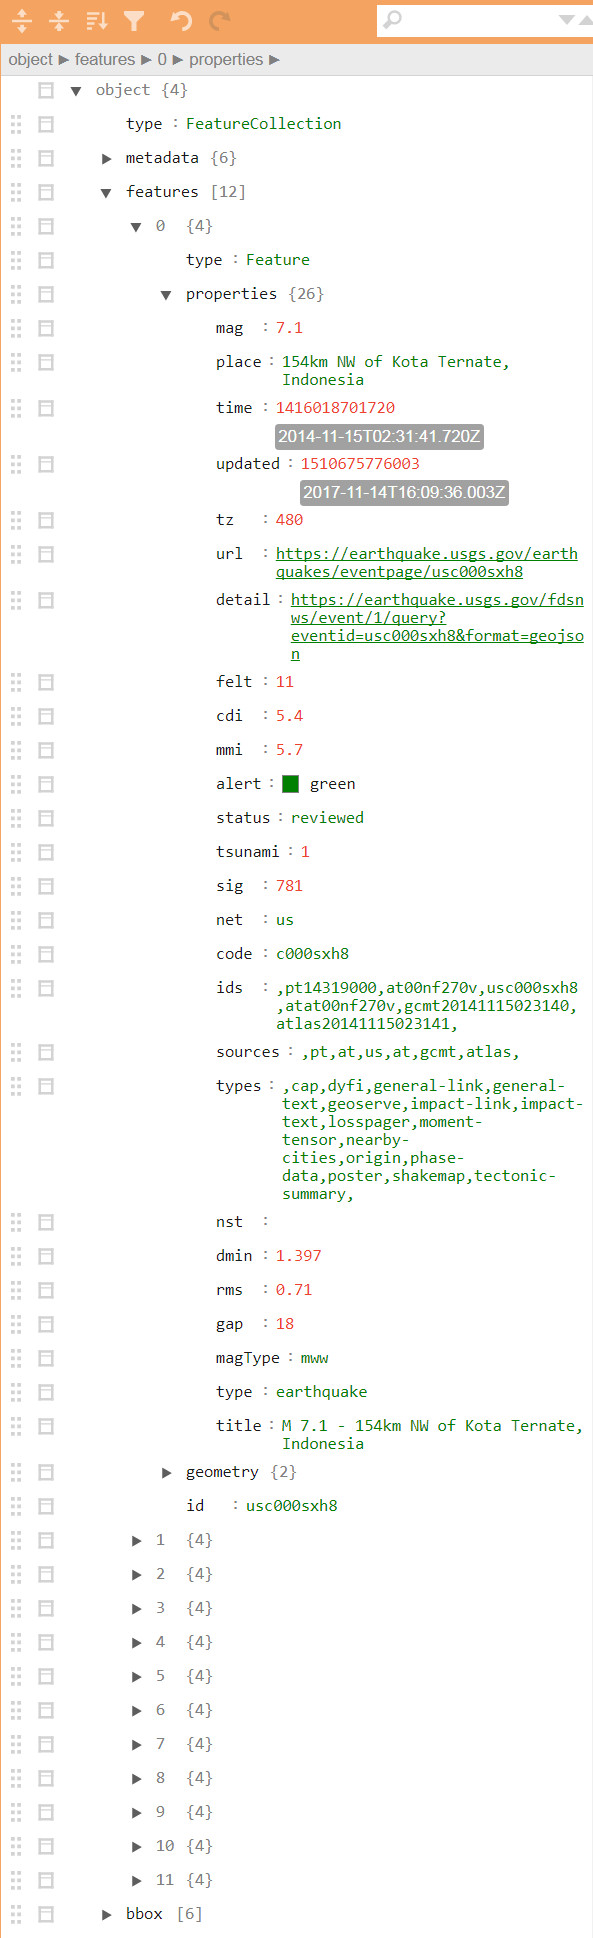 object ▶ features ▶ 0 ▶ properties ▶
object {4}
type : FeatureCollection
metadata {6}
features [12]
0 {4}
type : Feature
properties {26}
mag : 7.1
place : 154km NW of Kota Ternate,
Indonesia
time : 1416018701720
2014-11-15T02:31:41.720Z
updated : 1510675776003
2017-11-14T16:09:36.003Z
tz : 480
url : https://earthquake.usgs.gov/earth
quakes/eventpage/usc000sxh8
detail : https://earthquake.usgs.gov/fdsn
ws/event/1/query?
eventid=usc000sxh8&format=geojso
n
felt : 11
cdi : 5.4
mmi : 5.7
alert : green
status : reviewed
tsunami : 1
sig : 781
net : us
code : c000sxh8
ids : ,pt14319000,at00nf270v,usc000sxh8
,atat00nf270v,gcmt20141115023140,
atlas20141115023141,
sources : ,pt,at,us,at,gcmt,atlas,
types : ,cap,dyfi,general-link,general-
text,geoserve,impact-link,impact-
text,losspager,moment-
tensor,nearby-
cities,origin,phase-
data,poster,shakemap,tectonic-
summary,
nst :
dmin : 1.397
rms : 0.71
gap : 18
magType : mww
type : earthquake
title : M 7.1 - 154km NW of Kota Ternate,
Indonesia
geometry {2}
id : usc000sxh8
1 {4}
2 {4}
3 {4}
4 {4}
5 {4}
6 {4}
7 {4}
8 {4}
9 {4}
10 {4}
11 {4}
bbox [6]